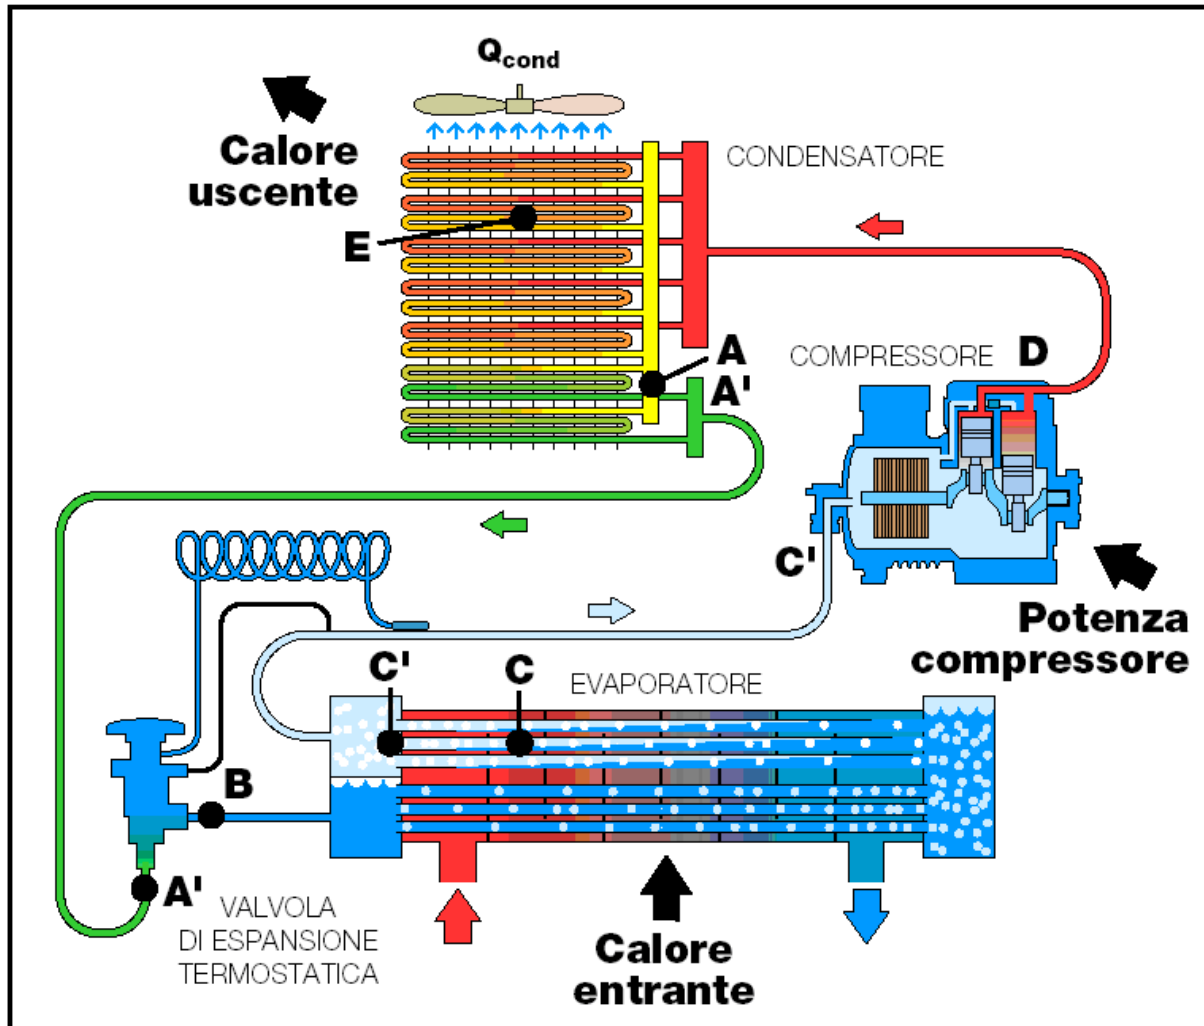 Qcond
Calore
uscente
CONDENSATORE
E
A
A'
COMPRESSORE
D
C'
Potenza
compressore
C'
C
EVAPORATORE
B
A'
VALVOLA
DI ESPANSIONE
TERMOSTATICA
Calore
entrante